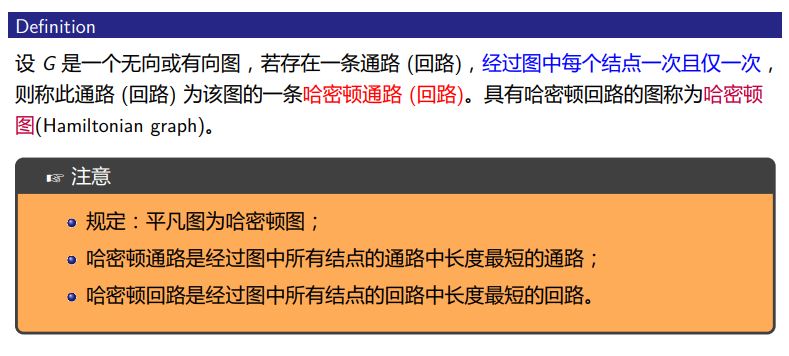 Definition
设 G 是一个无向或有向图，若存在一条通路 (回路)，经过图中每个结点一次且仅一次，
则称此通路 (回路) 为该图的一条哈密顿通路 (回路)。具有哈密顿回路的图称为哈密顿
图(Hamiltonian graph)。
☞ 注意
规定：平凡图为哈密顿图；
哈密顿通路是经过图中所有结点的通路中长度最短的通路；
哈密顿回路是经过图中所有结点的回路中长度最短的回路。